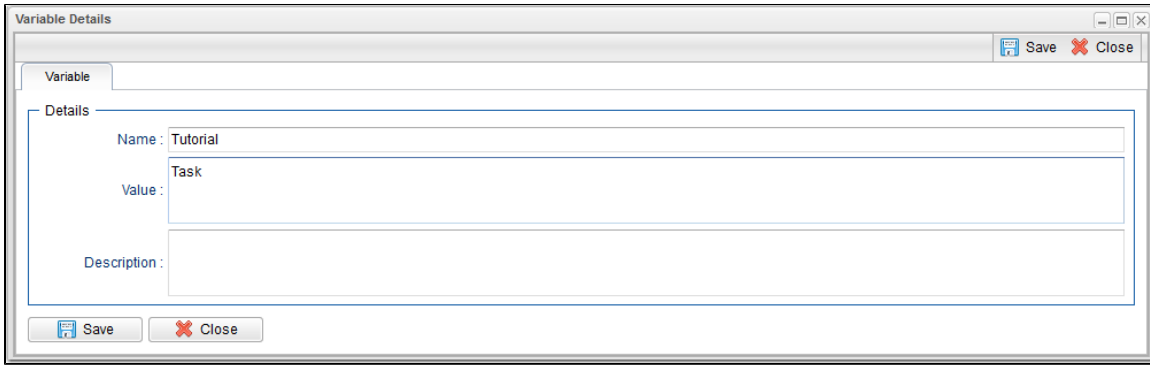 Variable Details
Save Close
Variable
Details
Name : Tutorial
Value : Task
Description :
Save Close